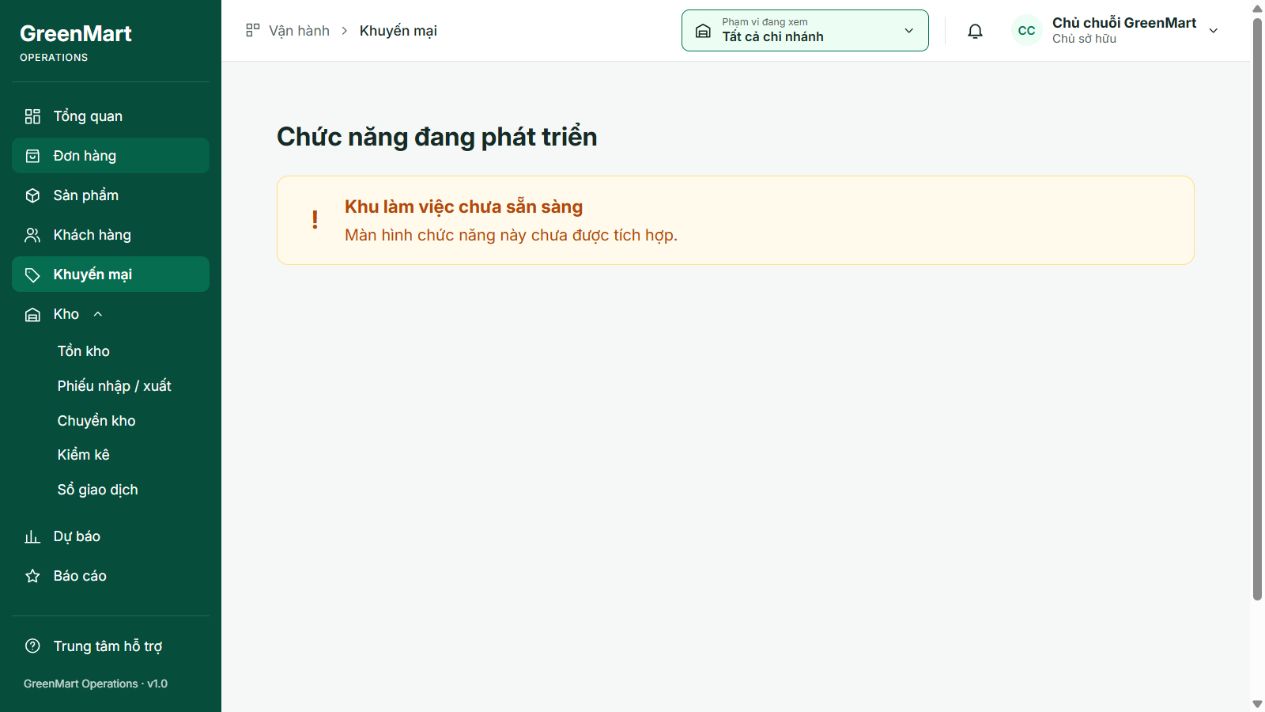 GreenMart
OPERATIONS
Tổng quan
Đơn hàng
Sản phẩm
Khách hàng
Khuyến mại
Kho
Tồn kho
Phiếu nhập / xuất
Chuyển kho
Kiểm kê
Sổ giao dịch
Dự báo
Báo cáo
Trung tâm hỗ trợ
GreenMart Operations · v1.0
Vận hành > Khuyến mại
Phạm vi đang xem
Tất cả chi nhánh
CC
Chủ chuỗi GreenMart
Chủ sở hữu
Chức năng đang phát triển
!
Khu làm việc chưa sẵn sàng
Màn hình chức năng này chưa được tích hợp.